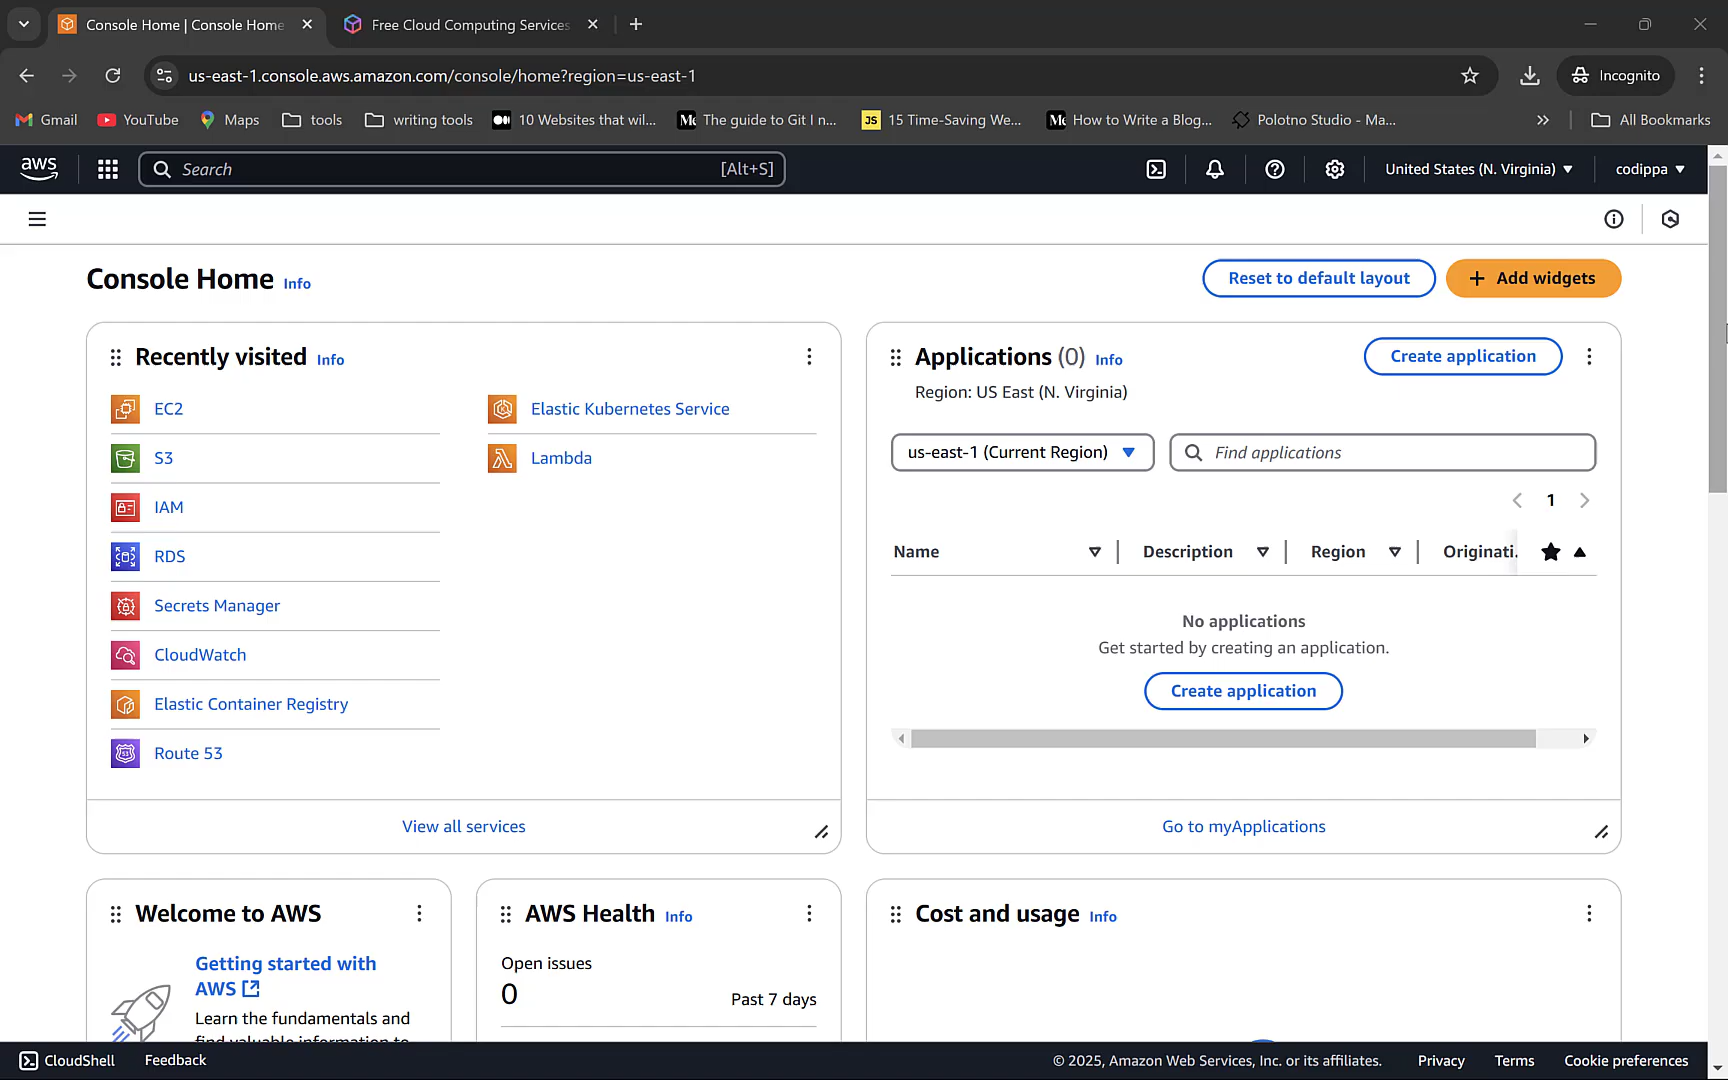 Console Home | Console Home
Free Cloud Computing Services
us-east-1.console.aws.amazon.com/console/home?region=us-east-1
Incognito
Gmail
YouTube
Maps
tools
writing tools
10 Websites that wil...
The guide to Git I n...
JS
15 Time-Saving We...
How to Write a Blog...
Polotno Studio - Ma...
All Bookmarks
aws
Search
[Alt+S]
United States (N. Virginia)
codippa
Console Home Info
Reset to default layout
+ Add widgets
Recently visited Info
EC2
S3
IAM
RDS
Secrets Manager
CloudWatch
Elastic Container Registry
Route 53
Elastic Kubernetes Service
Lambda
View all services
Applications (0) Info
Create application
Region: US East (N. Virginia)
us-east-1 (Current Region)
Find applications
1
Name
Description
Region
Originati.
No applications
Get started by creating an application.
Create application
Go to myApplications
Welcome to AWS
Getting started with
AWS
Learn the fundamentals and
find valuable information to
AWS Health Info
Open issues
0
Past 7 days
Cost and usage Info
CloudShell
Feedback
© 2025, Amazon Web Services, Inc. or its affiliates.
Privacy
Terms
Cookie preferences